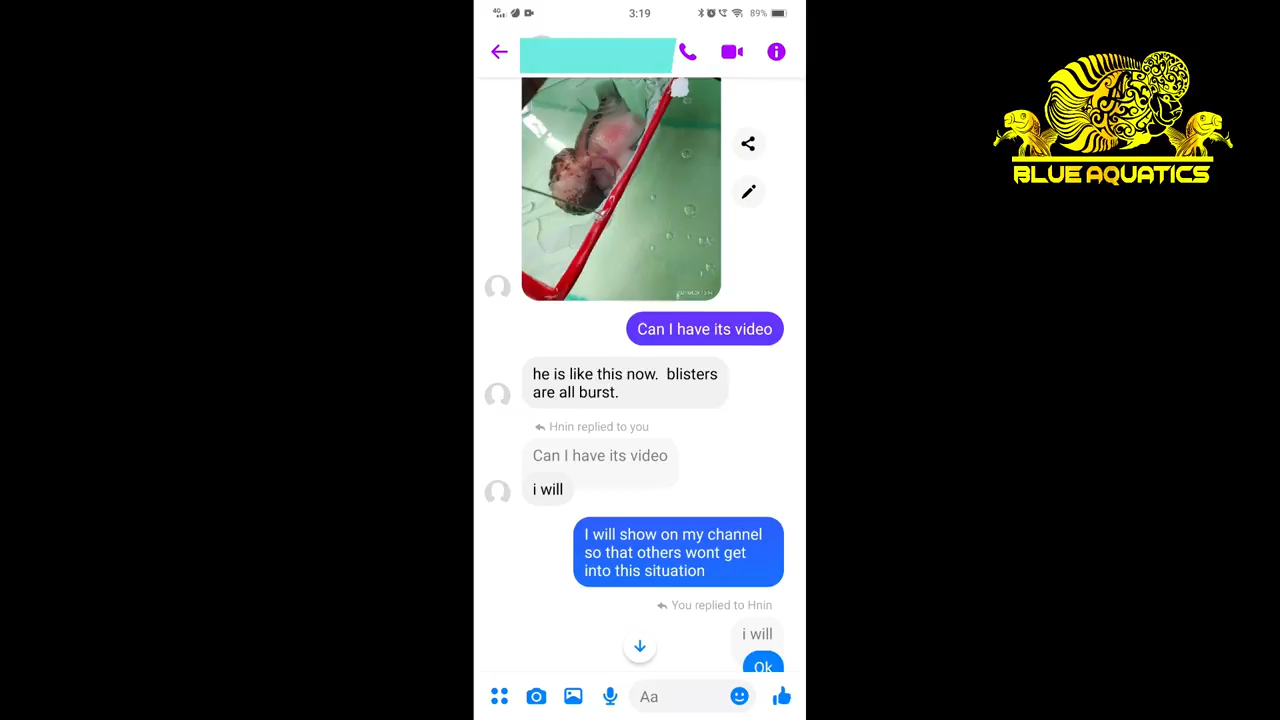 4G
3:19
89%
BLUE AQUATICS
Can I have its video
he is like this now. blisters
are all burst.
Hnin replied to you
Can I have its video
i will
I will show on my channel
so that others wont get
into this situation
You replied to Hnin
i will
Ok
Aa